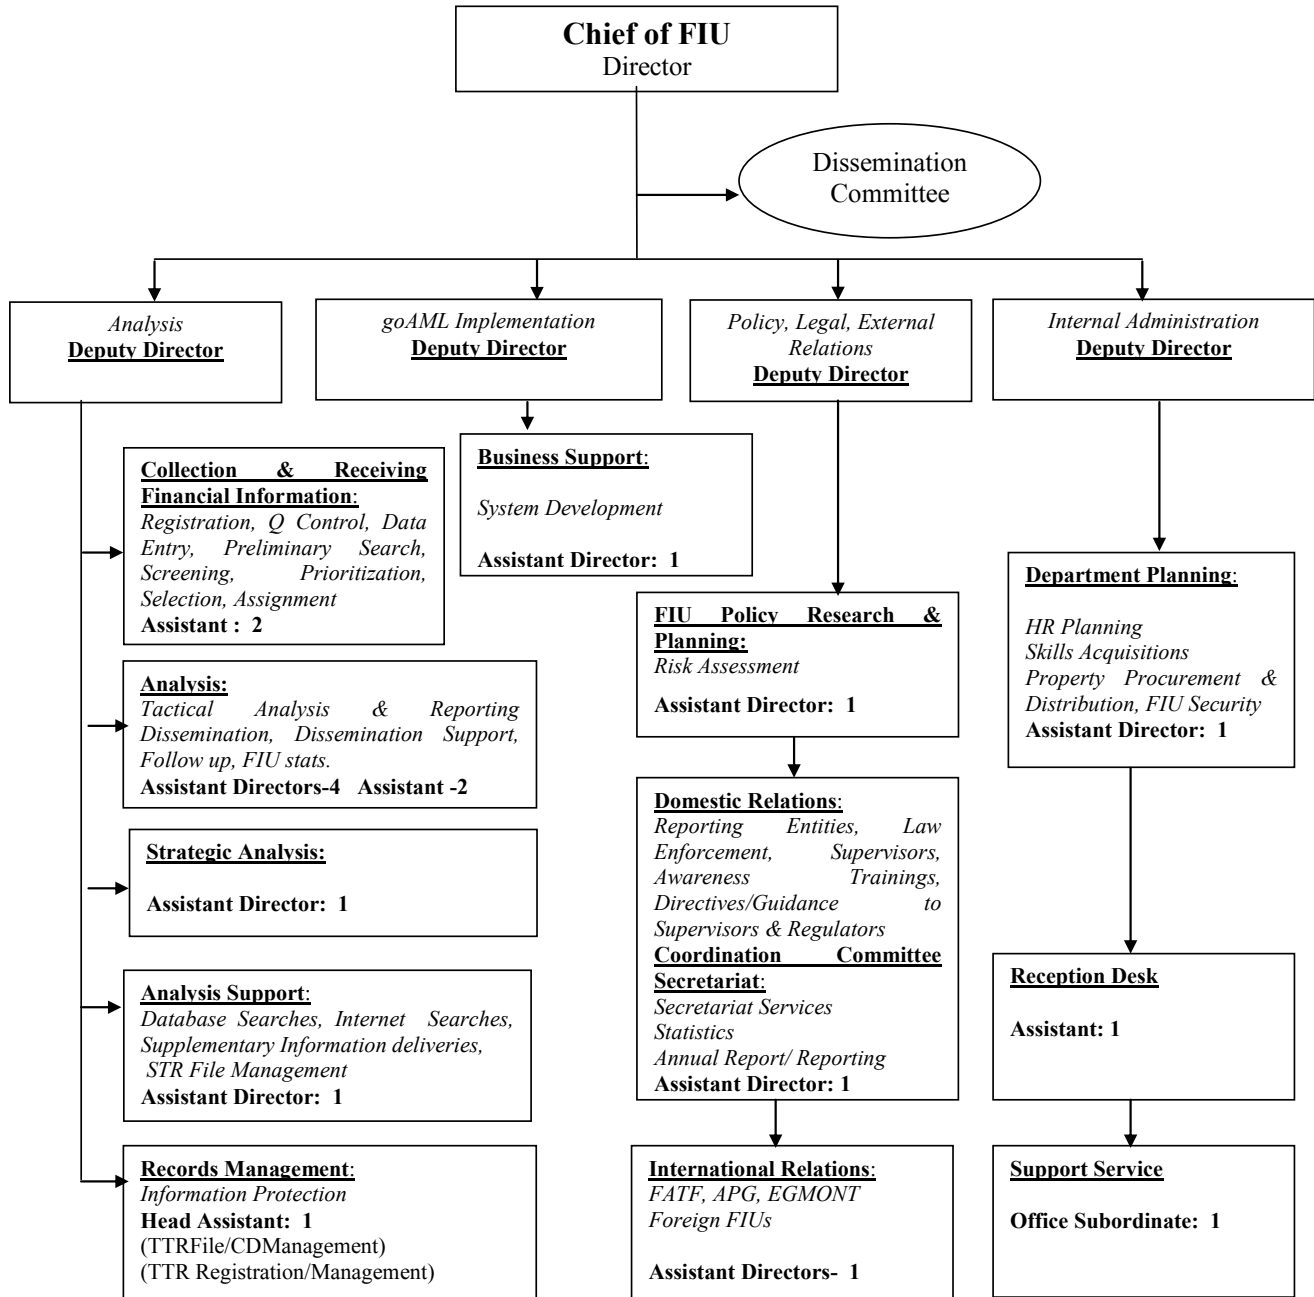 Chief of FIU
Director
Dissemination
Committee
Analysis
Deputy Director
goAML Implementation
Deputy Director
Policy, Legal, External
Relations
Deputy Director
Internal Administration
Deputy Director
Collection & Receiving
Financial Information:
Registration, Q Control, Data
Entry, Preliminary Search,
Screening, Prioritization,
Selection, Assignment
Assistant : 2
Analysis:
Tactical Analysis & Reporting
Dissemination, Dissemination Support,
Follow up, FIU stats.
Assistant Directors-4 Assistant -2
Strategic Analysis:
Assistant Director: 1
Analysis Support:
Database Searches, Internet Searches,
Supplementary Information deliveries,
STR File Management
Assistant Director: 1
Records Management:
Information Protection
Head Assistant: 1
(TTRFile/CDManagement)
(TTR Registration/Management)
Business Support:
System Development
Assistant Director: 1
FIU Policy Research &
Planning:
Risk Assessment
Assistant Director: 1
Domestic Relations:
Reporting Entities, Law
Enforcement, Supervisors,
Awareness Trainings,
Directives/Guidance to
Supervisors & Regulators
Coordination Committee
Secretariat:
Secretariat Services
Statistics
Annual Report/ Reporting
Assistant Director: 1
International Relations:
FATF, APG, EGMONT
Foreign FIUs
Assistant Directors- 1
Department Planning:
HR Planning
Skills Acquisitions
Property Procurement &
Distribution, FIU Security
Assistant Director: 1
Reception Desk
Assistant: 1
Support Service
Office Subordinate: 1